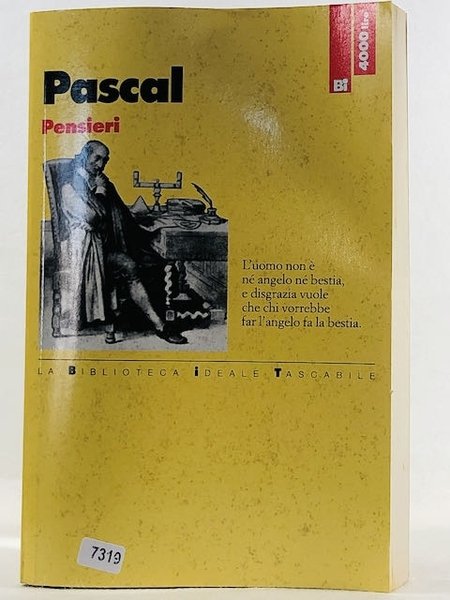 Bi 4000 lire
Pascal
Pensieri
L'uomo non è
né angelo né bestia,
e disgrazia vuole
che chi vorrebbe
far l'angelo fa la bestia.
LA BIBLIOTECA IDEALE TASCABILE
7319